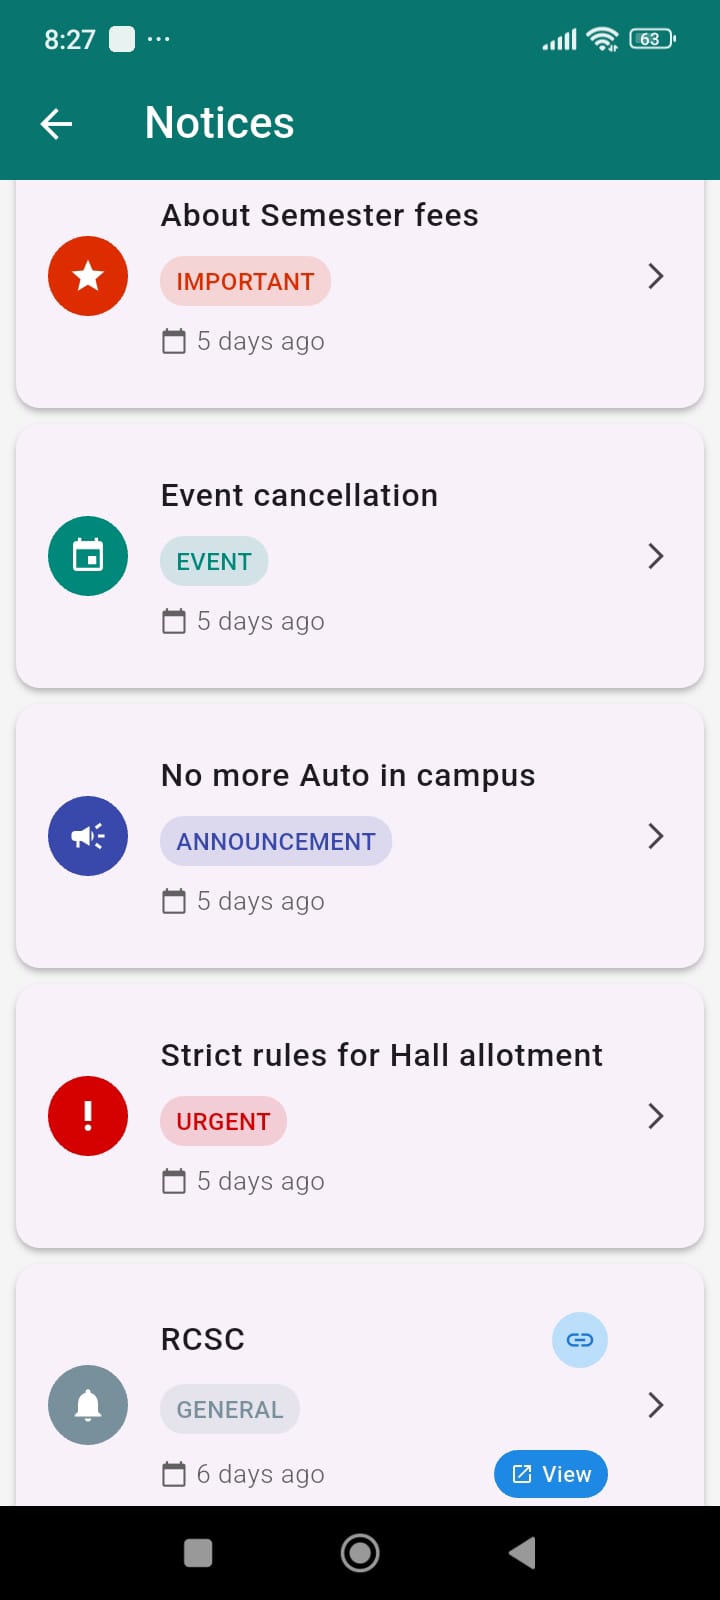 8:27
63
Notices
About Semester fees
IMPORTANT
5 days ago
Event cancellation
EVENT
5 days ago
No more Auto in campus
ANNOUNCEMENT
5 days ago
Strict rules for Hall allotment
URGENT
5 days ago
RCSC
GENERAL
6 days ago
View